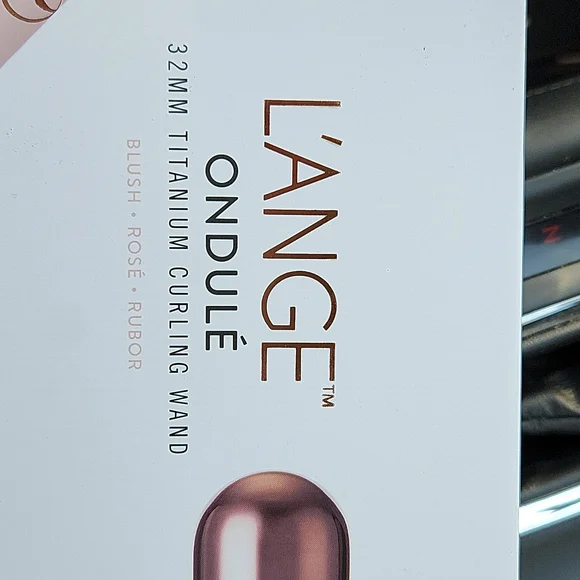 L'ANGE™
ONDULÉ
32MM TITANIUM CURLING WAND
BLUSH • ROSÉ • RUBOR
N